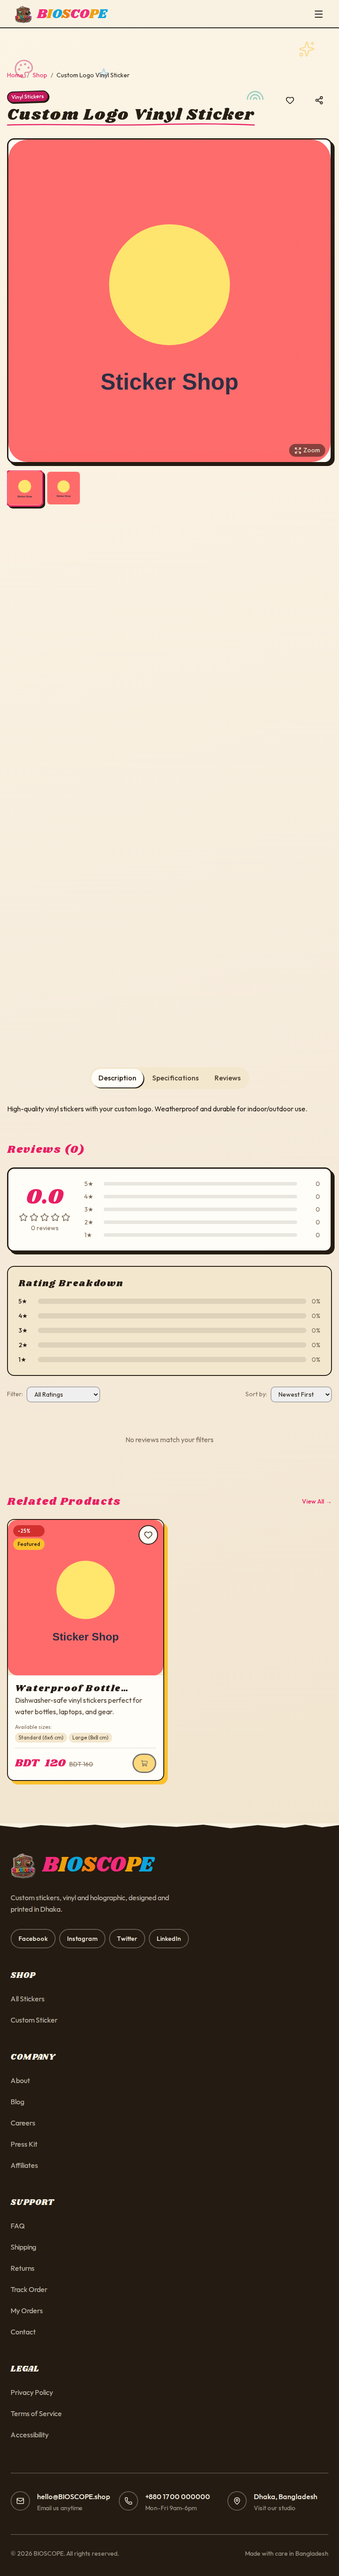 BIOSCOPE
Home / Shop / Custom Logo Vinyl Sticker
Vinyl Stickers
Custom Logo Vinyl Sticker
Sticker Shop
Zoom
Sticker Shop
Sticker Shop
Description Specifications Reviews
High-quality vinyl stickers with your custom logo. Weatherproof and durable for indoor/outdoor use.
Reviews (0)
0.0
0 reviews
5★ 0
4★ 0
3★ 0
2★ 0
1★ 0
Rating Breakdown
5★ 0%
4★ 0%
3★ 0%
2★ 0%
1★ 0%
Filter: All Ratings Sort by: Newest First
No reviews match your filters
Related Products View All →
-25%
Featured
Sticker Shop
Waterproof Bottle…
Dishwasher-safe vinyl stickers perfect for
water bottles, laptops, and gear.
Available sizes:
Standard (6x6 cm) Large (8x8 cm)
BDT 120 BDT 160
BIOSCOPE
Custom stickers, vinyl and holographic, designed and
printed in Dhaka.
Facebook Instagram Twitter LinkedIn
SHOP
All Stickers
Custom Sticker
COMPANY
About
Blog
Careers
Press Kit
Affiliates
SUPPORT
FAQ
Shipping
Returns
Track Order
My Orders
Contact
LEGAL
Privacy Policy
Terms of Service
Accessibility
hello@BIOSCOPE.shop +880 1700 000000 Dhaka, Bangladesh
Email us anytime Mon-Fri 9am-6pm Visit our studio
© 2026 BIOSCOPE. All rights reserved. Made with care in Bangladesh